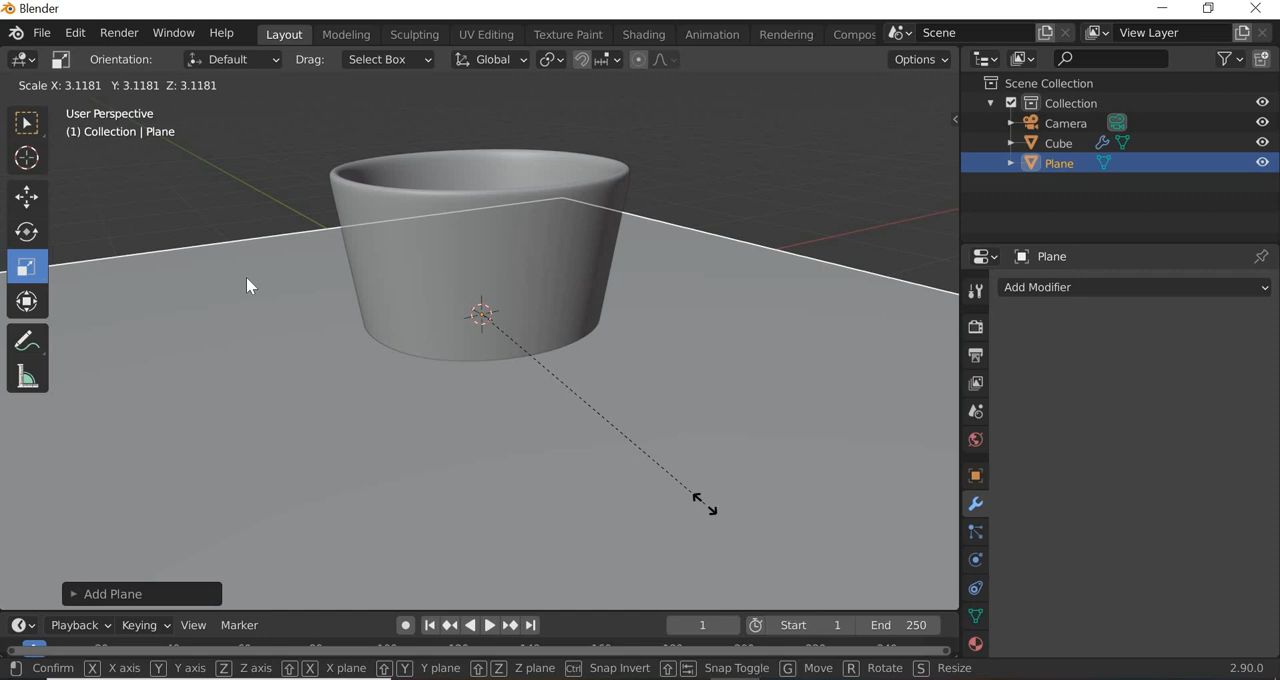 Blender
File Edit Render Window Help Layout Modeling Sculpting UV Editing Texture Paint Shading Animation Rendering Compos Scene View Layer
Orientation: Default Drag: Select Box Global Options
Scale X: 3.1181 Y: 3.1181 Z: 3.1181
User Perspective
(1) Collection | Plane
Scene Collection
Collection
Camera
Cube
Plane
Plane
Add Modifier
Add Plane
Playback Keying View Marker 1 Start 1 End 250
Confirm X X axis Y Y axis Z Z axis X X plane Y Y plane Z Z plane Ctrl Snap Invert Snap Toggle G Move R Rotate S Resize 2.90.0